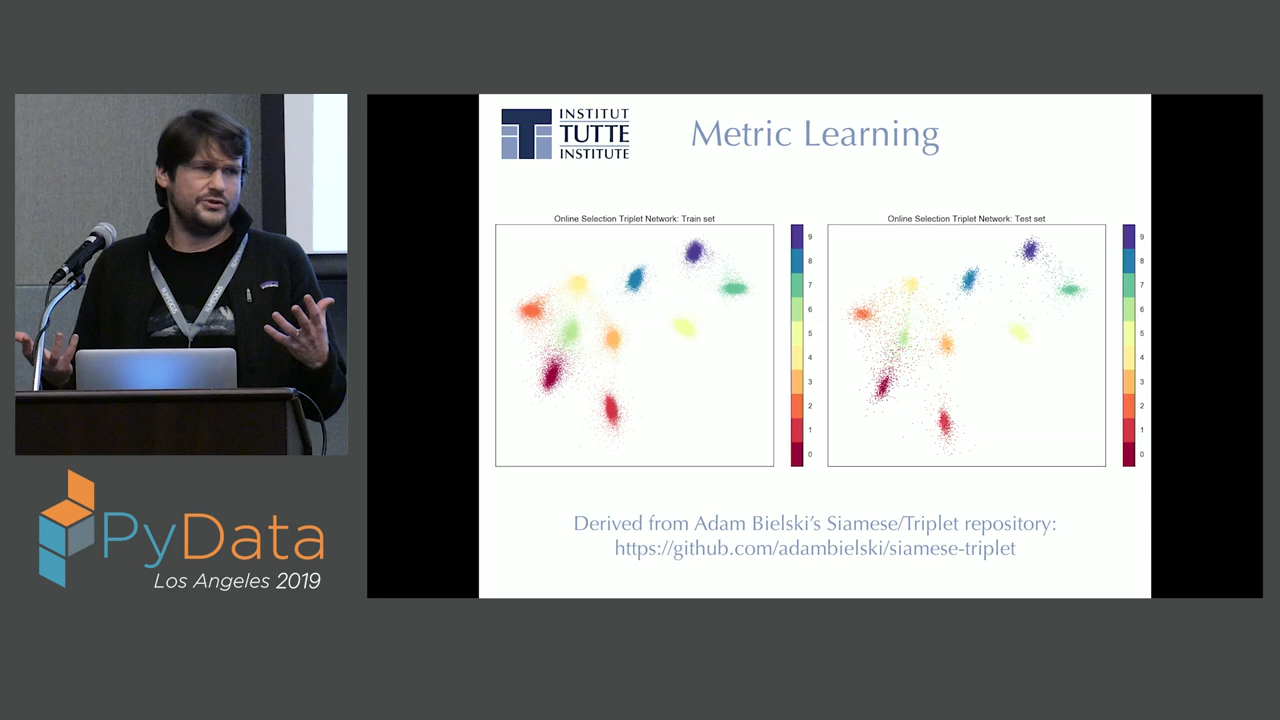 INSTITUT
TUTTE
INSTITUTE
Metric Learning
Online Selection Triplet Network: Train set
9
8
7
6
5
4
3
2
1
0
Online Selection Triplet Network: Test set
9
8
7
6
5
4
3
2
1
0
Derived from Adam Bielski's Siamese/Triplet repository:
https://github.com/adambielski/siamese-triplet
PyData
Los Angeles 2019